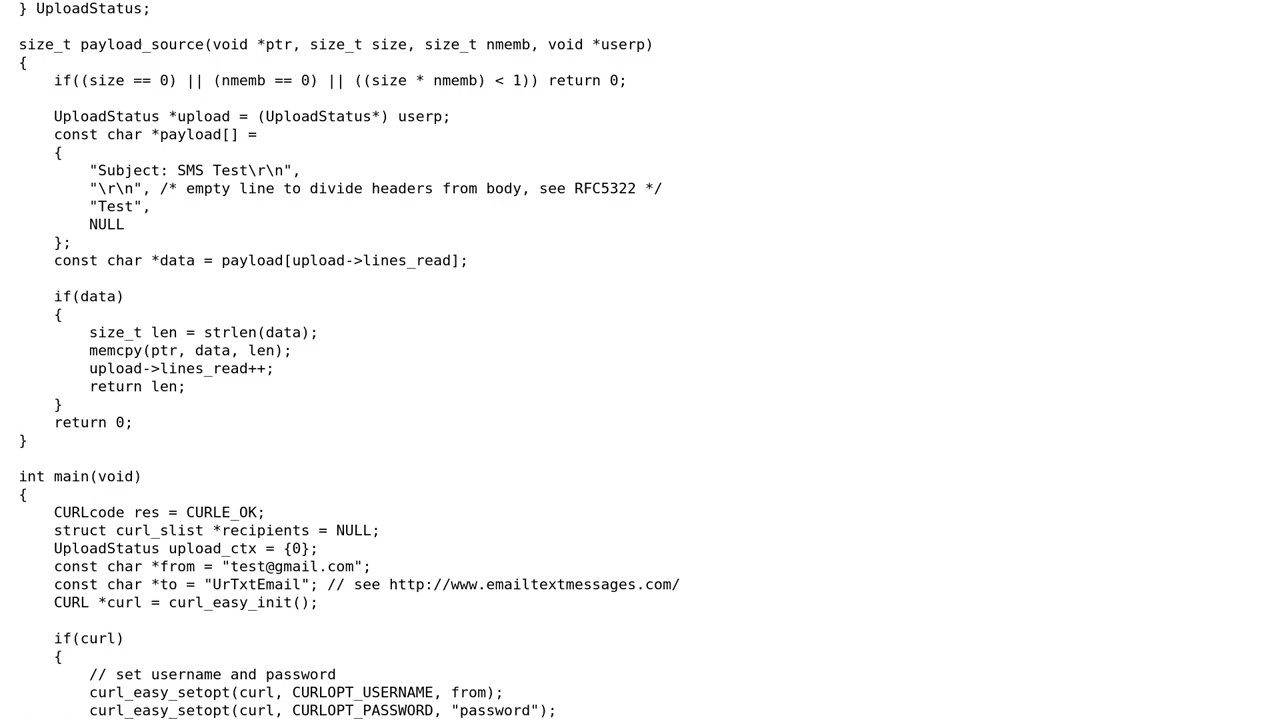 } UploadStatus;
size_t payload_source(void *ptr, size_t size, size_t nmemb, void *userp)
{
    if((size == 0) || (nmemb == 0) || ((size * nmemb) < 1)) return 0;
    UploadStatus *upload = (UploadStatus*) userp;
    const char *payload[] =
    {
        "Subject: SMS Test\r\n",
        "\r\n", /* empty line to divide headers from body, see RFC5322 */
        "Test",
        NULL
    };
    const char *data = payload[upload->lines_read];
    if(data)
    {
        size_t len = strlen(data);
        memcpy(ptr, data, len);
        upload->lines_read++;
        return len;
    }
    return 0;
}
int main(void)
{
    CURLcode res = CURLE_OK;
    struct curl_slist *recipients = NULL;
    UploadStatus upload_ctx = {0};
    const char *from = "test@gmail.com";
    const char *to = "UrTxtEmail"; // see http://www.emailtextmessages.com/
    CURL *curl = curl_easy_init();
    if(curl)
    {
        // set username and password
        curl_easy_setopt(curl, CURLOPT_USERNAME, from);
        curl_easy_setopt(curl, CURLOPT_PASSWORD, "password");